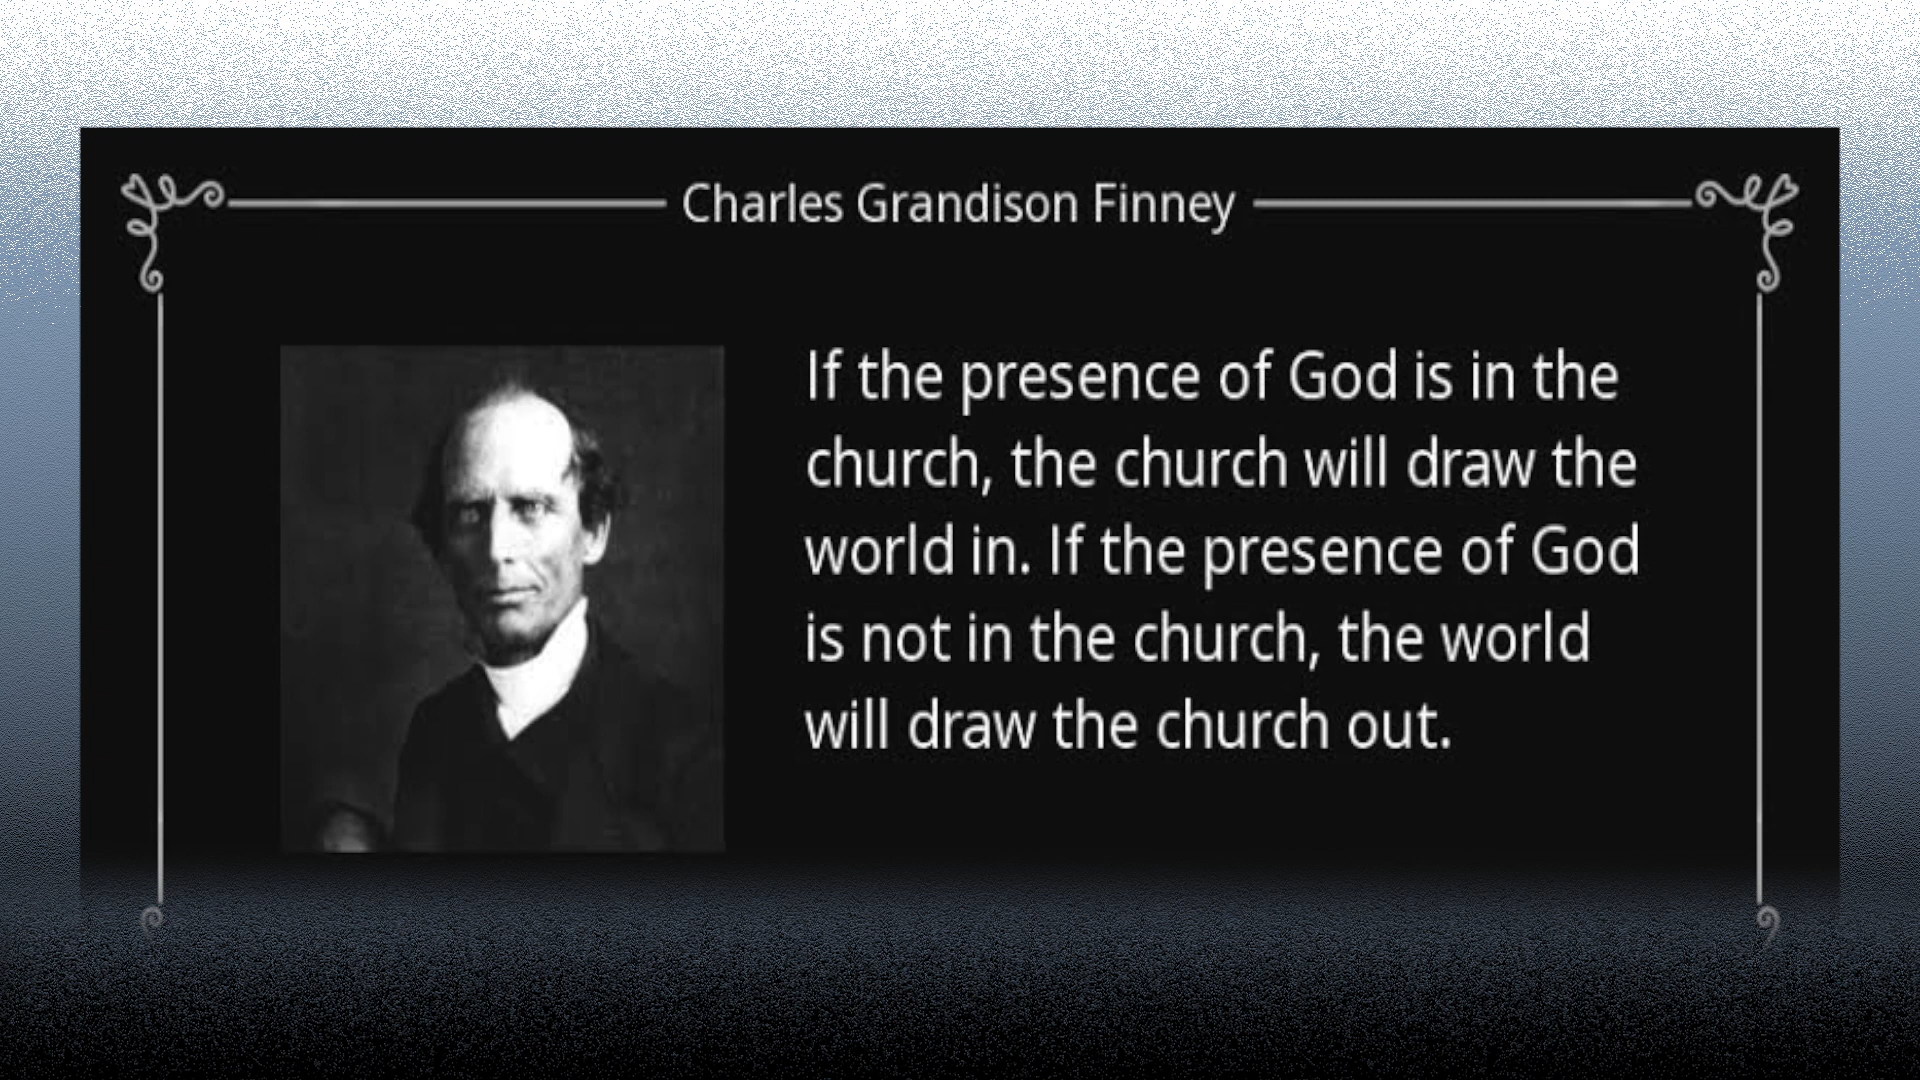 Charles Grandison Finney
If the presence of God is in the
church, the church will draw the
world in. If the presence of God
is not in the church, the world
will draw the church out.